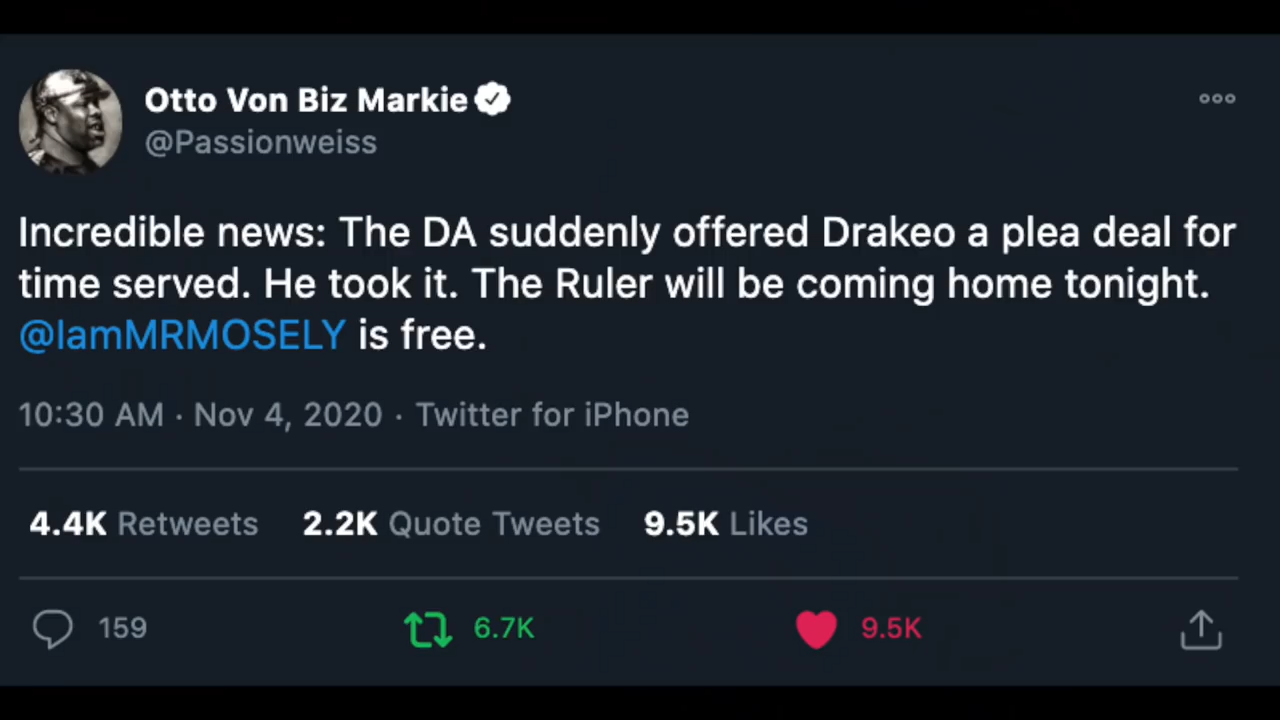 Otto Von Biz Markie
@Passionweiss
Incredible news: The DA suddenly offered Drakeo a plea deal for
time served. He took it. The Ruler will be coming home tonight.
@IamMRMOSELY is free.
10:30 AM · Nov 4, 2020 · Twitter for iPhone
4.4K Retweets 2.2K Quote Tweets 9.5K Likes
159 6.7K 9.5K